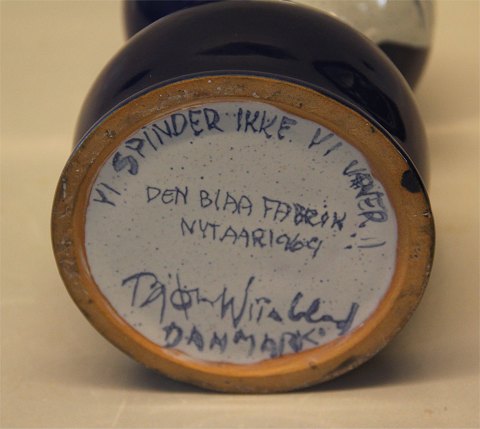 VI SPINDER IKKE VI VÆVER !!
DEN BLAA FABRIK
NYTAAR 1969
Bjørn Wiinblad
DANMARK